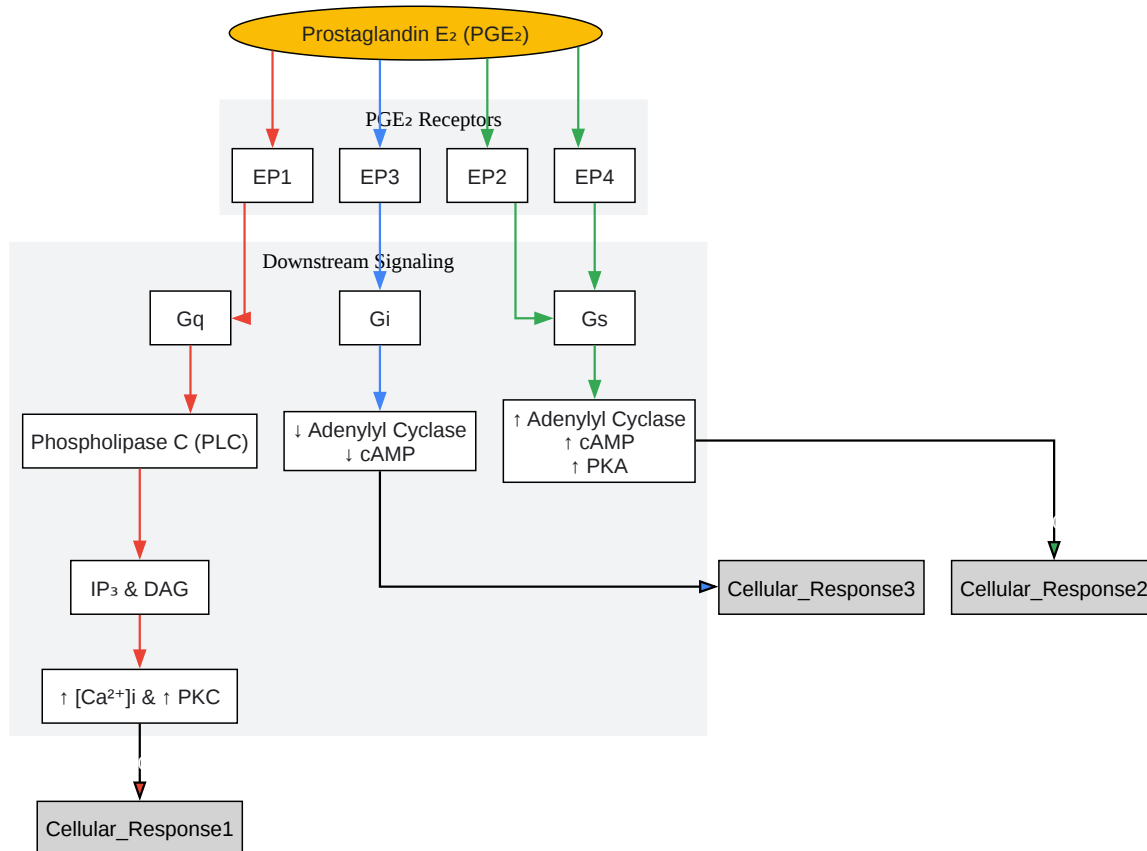 Prostaglandin E₂ (PGE₂)
PGE₂ Receptors
EP1
EP3
EP2
EP4
Downstream Signaling
Gq
Gi
Gs
Phospholipase C (PLC)
↓ Adenylyl Cyclase
↓ cAMP
↑ Adenylyl Cyclase
↑ cAMP
↑ PKA
IP₃ & DAG
Cellular_Response3
Cellular_Response2
↑ [Ca²⁺]i & ↑ PKC
Cellular_Response1